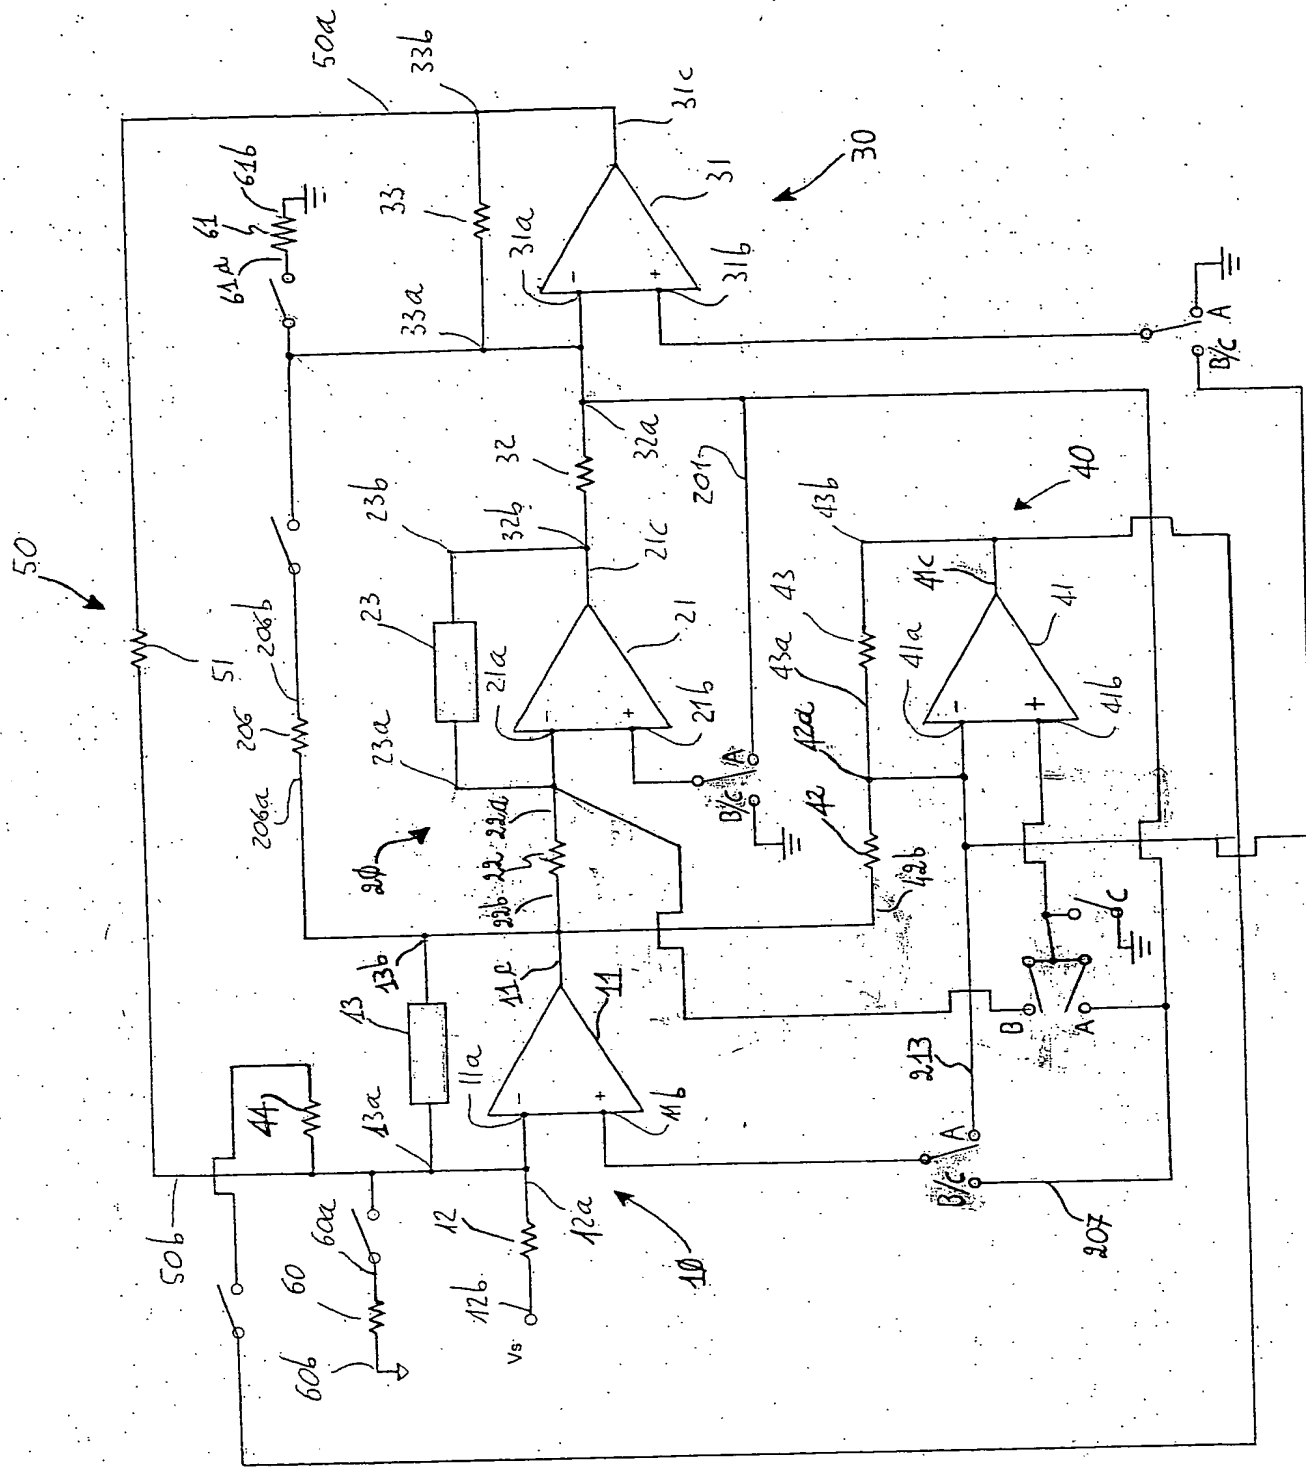 50
50a
33b
61
61b
61a
33
31c
31
30
31a
31b
33a
A
B/C
51
206b
206
206a
23b
23
23a
32
32b
32a
21c
21a
21
21b
20
22a
22
22b
201
A
B/C
43b
43
43a
40
41c
41a
41
41b
42a
42
42b
C
B
A
50b
44
13b
13
13a
11c
11a
11
11b
10
60a
60
60b
12
12a
12b
Vs
213
A
B/C
207
-
+
-
+
-
+
-
+